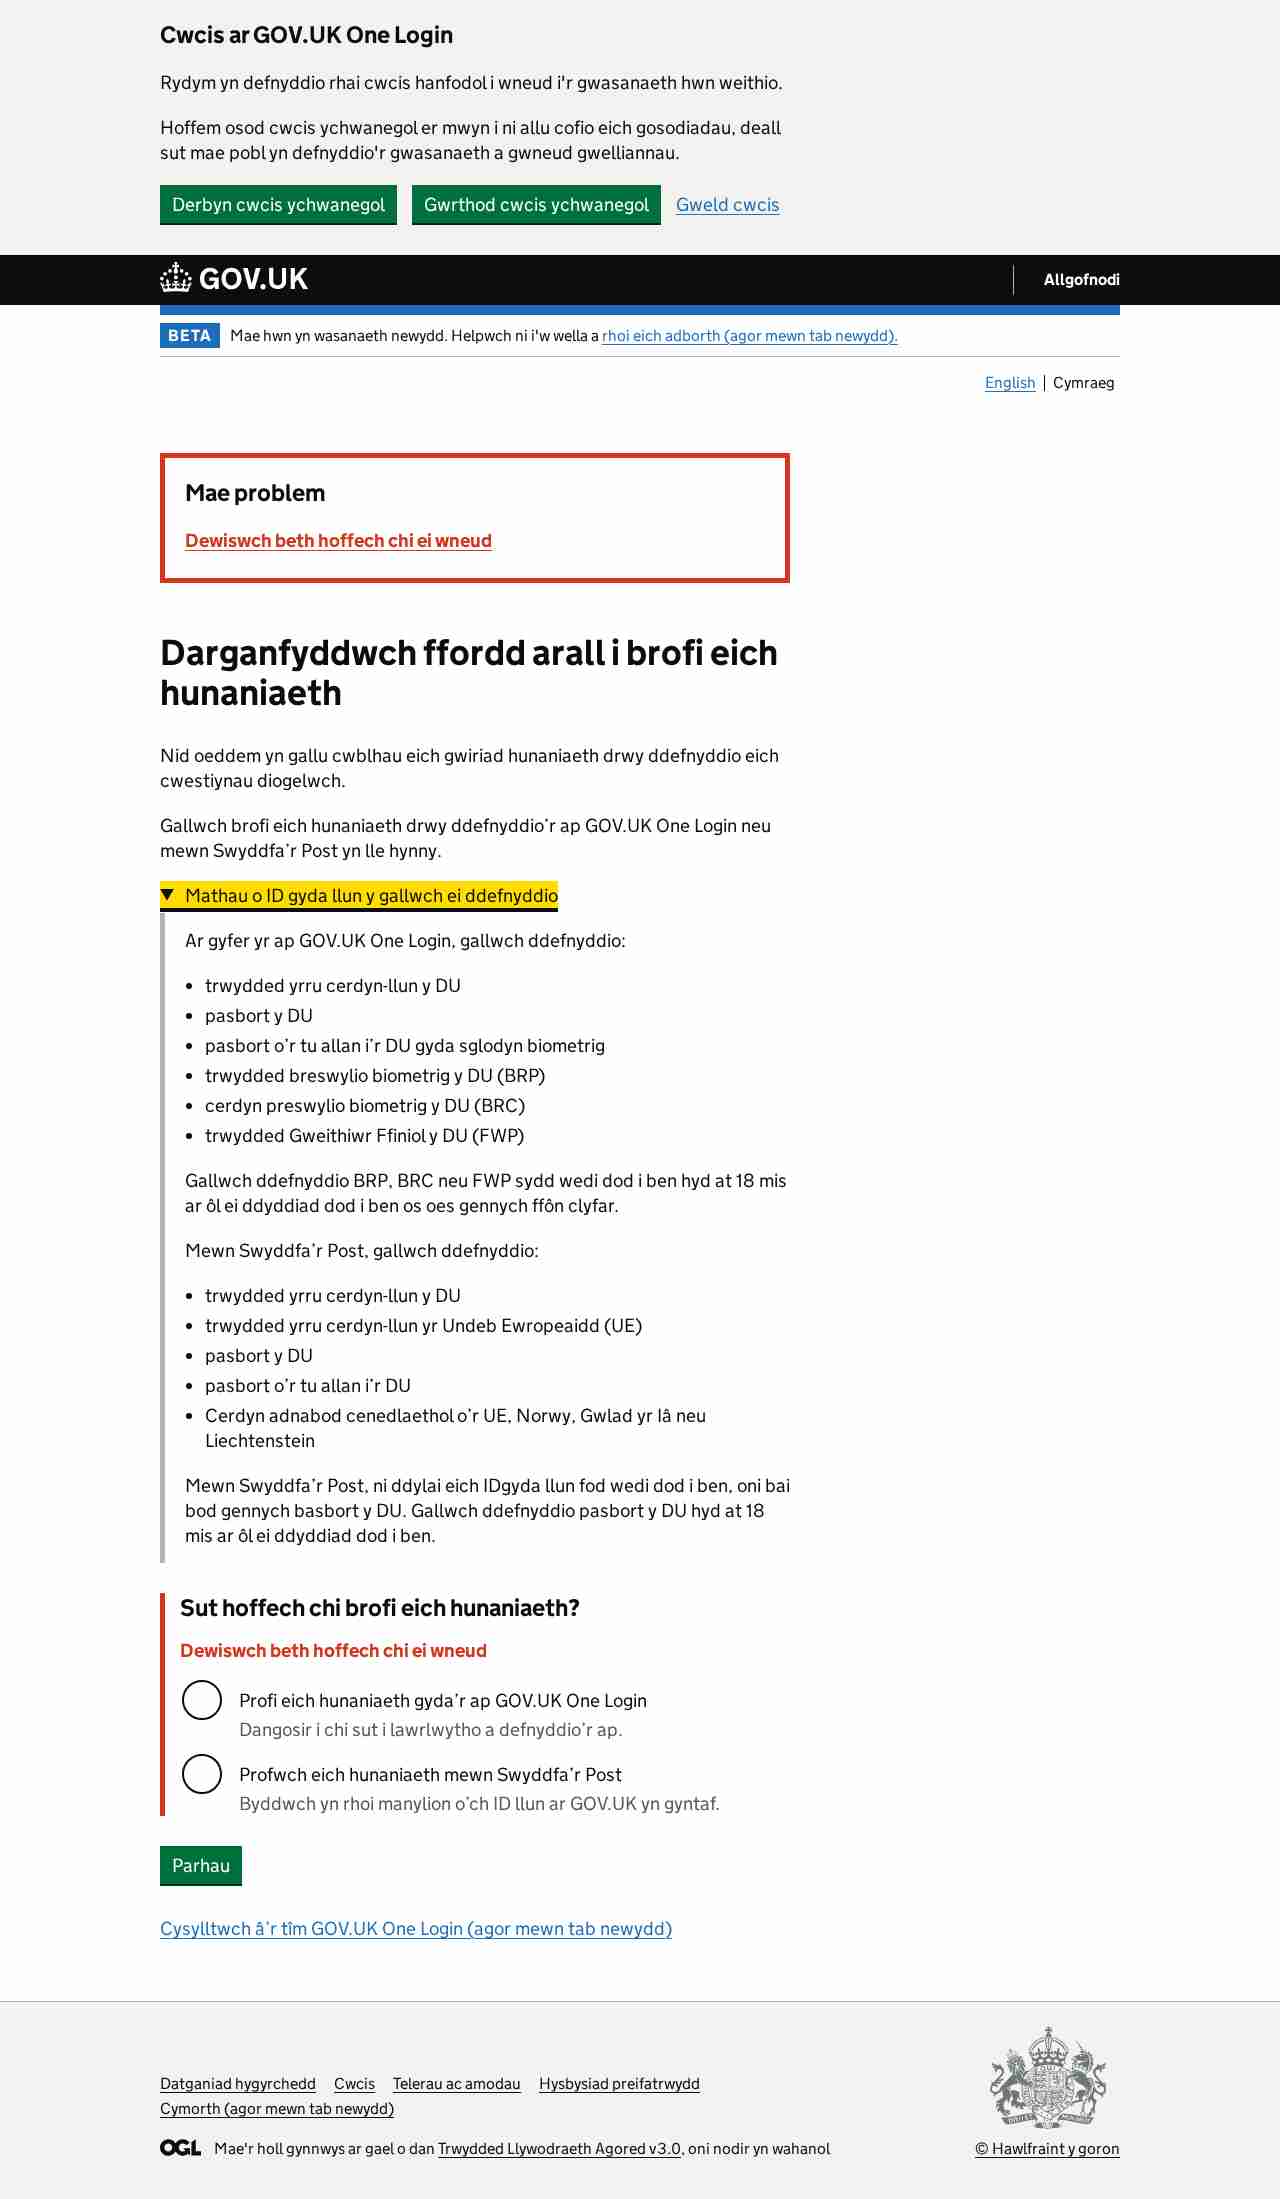 Cwcis ar GOV.UK One Login
Rydym yn defnyddio rhai cwcis hanfodol i wneud i'r gwasanaeth hwn weithio.
Hoffem osod cwcis ychwanegol er mwyn i ni allu cofio eich gosodiadau, deall
sut mae pobl yn defnyddio'r gwasanaeth a gwneud gwelliannau.
Derbyn cwcis ychwanegol Gwrthod cwcis ychwanegol Gweld cwcis
GOV.UK Allgofnodi
BETA Mae hwn yn wasanaeth newydd. Helpwch ni i'w wella a rhoi eich adborth (agor mewn tab newydd).
English | Cymraeg
Mae problem
Dewiswch beth hoffech chi ei wneud
Darganfyddwch ffordd arall i brofi eich
hunaniaeth
Nid oeddem yn gallu cwblhau eich gwiriad hunaniaeth drwy ddefnyddio eich
cwestiynau diogelwch.
Gallwch brofi eich hunaniaeth drwy ddefnyddio’r ap GOV.UK One Login neu
mewn Swyddfa’r Post yn lle hynny.
Mathau o ID gyda llun y gallwch ei ddefnyddio
Ar gyfer yr ap GOV.UK One Login, gallwch ddefnyddio:
• trwydded yrru cerdyn-llun y DU
• pasbort y DU
• pasbort o’r tu allan i’r DU gyda sglodyn biometrig
• trwydded breswylio biometrig y DU (BRP)
• cerdyn preswylio biometrig y DU (BRC)
• trwydded Gweithiwr Ffiniol y DU (FWP)
Gallwch ddefnyddio BRP, BRC neu FWP sydd wedi dod i ben hyd at 18 mis
ar ôl ei ddyddiad dod i ben os oes gennych ffôn clyfar.
Mewn Swyddfa’r Post, gallwch ddefnyddio:
• trwydded yrru cerdyn-llun y DU
• trwydded yrru cerdyn-llun yr Undeb Ewropeaidd (UE)
• pasbort y DU
• pasbort o’r tu allan i’r DU
• Cerdyn adnabod cenedlaethol o’r UE, Norwy, Gwlad yr Iâ neu
Liechtenstein
Mewn Swyddfa’r Post, ni ddylai eich IDgyda llun fod wedi dod i ben, oni bai
bod gennych basbort y DU. Gallwch ddefnyddio pasbort y DU hyd at 18
mis ar ôl ei ddyddiad dod i ben.
Sut hoffech chi brofi eich hunaniaeth?
Dewiswch beth hoffech chi ei wneud
Profi eich hunaniaeth gyda’r ap GOV.UK One Login
Dangosir i chi sut i lawrlwytho a defnyddio’r ap.
Profwch eich hunaniaeth mewn Swyddfa’r Post
Byddwch yn rhoi manylion o’ch ID llun ar GOV.UK yn gyntaf.
Parhau
Cysylltwch â’r tîm GOV.UK One Login (agor mewn tab newydd)
Datganiad hygyrchedd Cwcis Telerau ac amodau Hysbysiad preifatrwydd
Cymorth (agor mewn tab newydd)
OGL Mae'r holl gynnwys ar gael o dan Trwydded Llywodraeth Agored v3.0, oni nodir yn wahanol
© Hawlfraint y goron